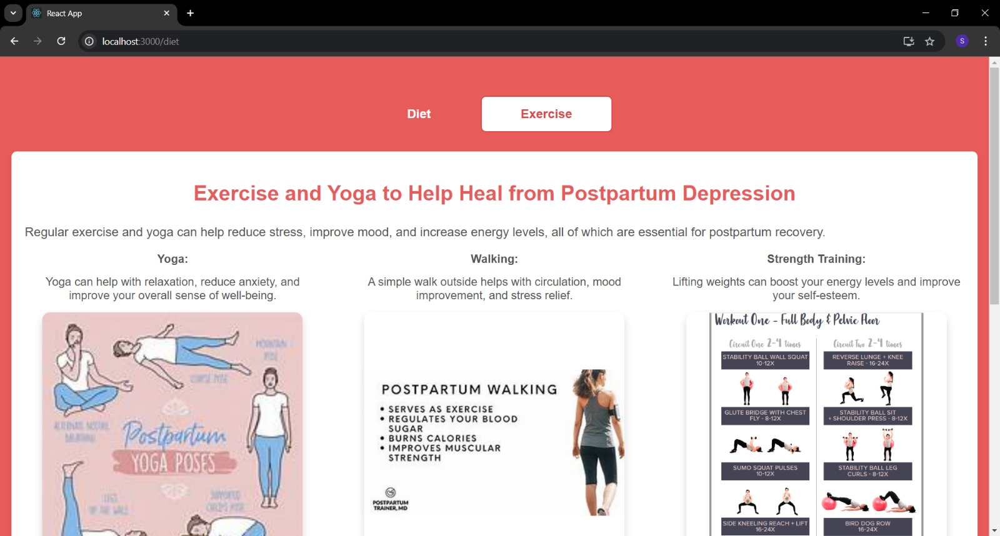 React App
localhost:3000/diet
S
Diet
Exercise
Exercise and Yoga to Help Heal from Postpartum Depression
Regular exercise and yoga can help reduce stress, improve mood, and increase energy levels, all of which are essential for postpartum recovery.
Yoga:
Yoga can help with relaxation, reduce anxiety, and
improve your overall sense of well-being.
MOUNTAIN
POSE
CORPSE POSE
ALTERNATE NOSTRIL
BREATHING
Postpartum
YOGA POSES
LEGS
UP THE WALL
SUPPORTED
CHILD'S POSE
Walking:
A simple walk outside helps with circulation, mood
improvement, and stress relief.
POSTPARTUM WALKING
• SERVES AS EXERCISE
• REGULATES YOUR BLOOD
SUGAR
• BURNS CALORIES
• IMPROVES MUSCULAR
STRENGTH
POSTPARTUM
TRAINER, MD
Strength Training:
Lifting weights can boost your energy levels and improve
your self-esteem.
Workout One - Full Body & Pelvic Floor
Circuit One 2-4 times
STABILITY BALL WALL SQUAT
10-12X
GLUTE BRIDGE WITH CHEST
FLY - 8-12X
SUMO SQUAT PULSES
10-12X
SIDE KNEELING REACH + LIFT
16-24X
Circuit Two 2-4 times
REVERSE LUNGE + KNEE
RAISE - 16-24X
STABILITY BALL SIT
+ SHOULDER PRESS - 8-12X
STABILITY BALL LEG
CURLS - 8-12X
BIRD DOG ROW
16-24X